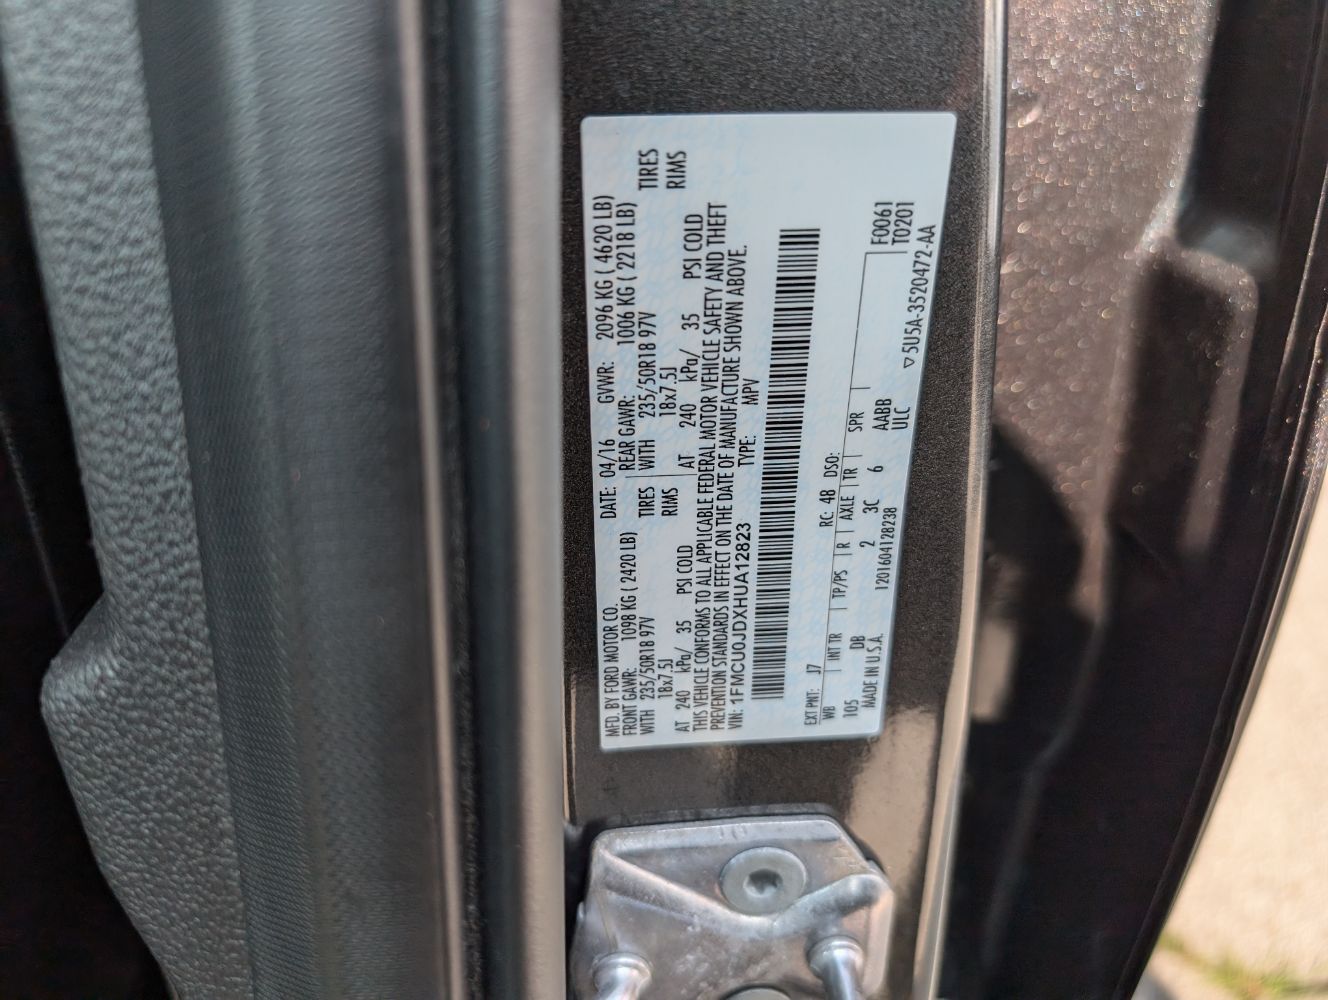 MFD. BY FORD MOTOR CO.
DATE: 04/16 GVWR: 2096 KG ( 4620 LB)
FRONT GAWR: 1098 KG ( 2420 LB) REAR GAWR: 1006 KG ( 2218 LB)
WITH 235/50R18 97V TIRES WITH 235/50R18 97V TIRES
18x7.5J RIMS 18x7.5J RIMS
AT 240 kPa/ 35 PSI COLD AT 240 kPa/ 35 PSI COLD
THIS VEHICLE CONFORMS TO ALL APPLICABLE FEDERAL MOTOR VEHICLE SAFETY AND THEFT
PREVENTION STANDARDS IN EFFECT ON THE DATE OF MANUFACTURE SHOWN ABOVE.
VIN: 1FMCU0JDXHUA12823 TYPE: MPV
EXT PNT: J7 RC: 4B DSO:
WB INT TR TP/PS R AXLE TR SPR F0061
105 DB 2 3C 6 AABB T0201
MADE IN U.S.A. 1201604128238 ULC ▽5U5A-3520472-AA